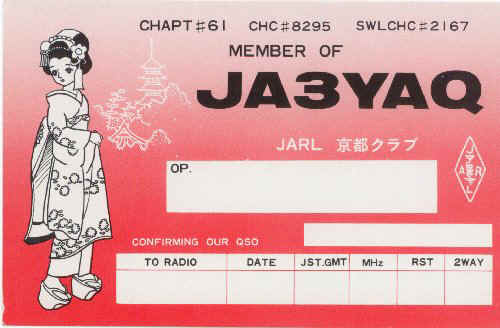 CHAPT♯61 CHC♯8295 SWLCHC♯2167
MEMBER OF
JA3YAQ
JARL 京都クラブ
OP.
CONFIRMING OUR QSO
TO RADIO DATE JST.GMT MHz RST 2WAY